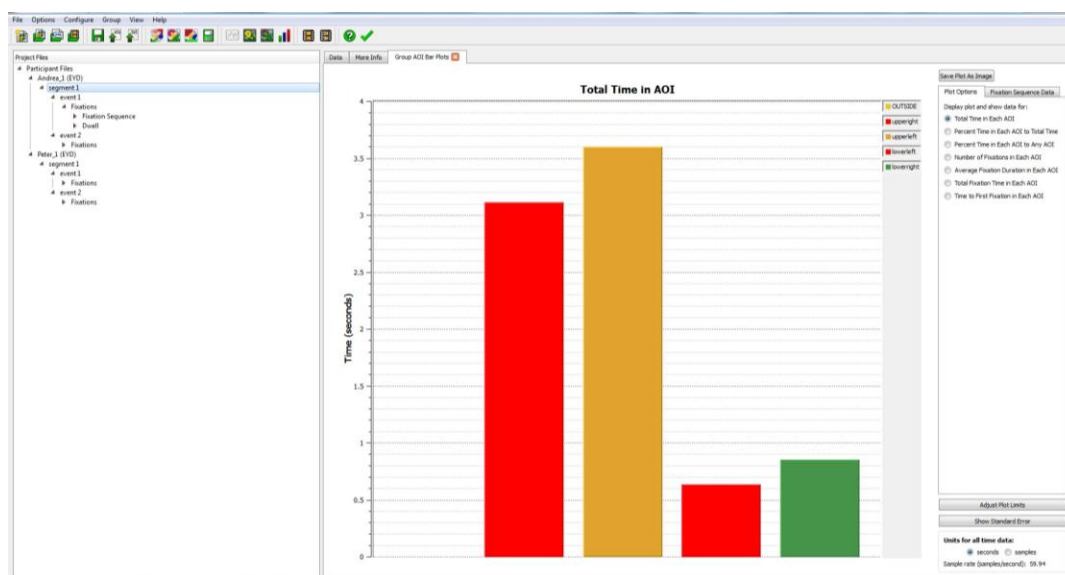 File Options Configure Group View Help
Project Files
Participant Files
Andrea_1 (EYD)
segment 1
event 1
Fixations
Fixation Sequence
Dwell
event 2
Fixations
Peter_1 (EYD)
segment 1
event 1
Fixations
event 2
Fixations
Data More Info Group AOI Bar Plots
Total Time in AOI
Time (seconds)
4
3.5
3
2.5
2
1.5
1
0.5
0
OUTSIDE
upperright
upperleft
lowerleft
lowerright
Save Plot As Image
Plot Options Fixation Sequence Data
Display plot and show data for:
Total Time in Each AOI
Percent Time in Each AOI to Total Time
Percent Time in Each AOI to Any AOI
Number of Fixations in Each AOI
Average Fixation Duration in Each AOI
Total Fixation Time in Each AOI
Time to First Fixation in Each AOI
Adjust Plot Limits
Show Standard Error
Units for all time data:
seconds samples
Sample rate (samples/second): 59.94